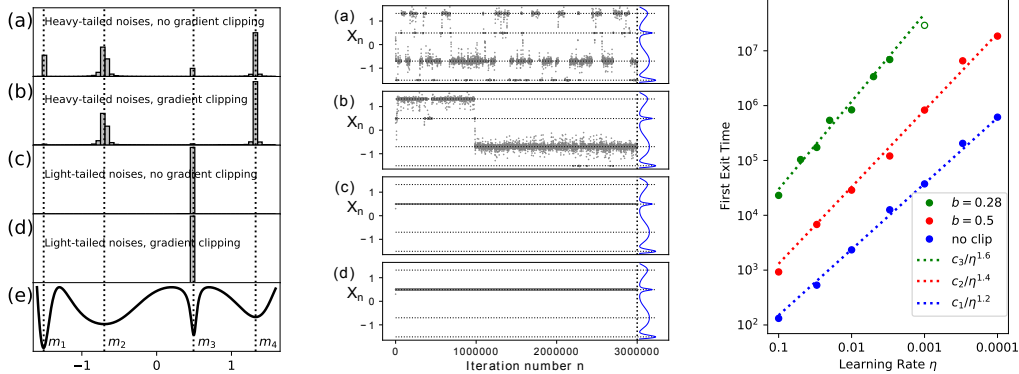 (a)
Heavy-tailed noises, no gradient clipping
(b)
Heavy-tailed noises, gradient clipping
(c)
Light-tailed noises, no gradient clipping
(d)
Light-tailed noises, gradient clipping
(e)
m1 m2 m3 m4
−1 0 1
(a)
Xn
1
0
−1
(b)
Xn
1
0
−1
(c)
Xn
1
0
−1
(d)
Xn
1
0
−1
0 1000000 2000000 3000000
Iteration number n
First Exit Time
10^7
10^6
10^5
10^4
10^3
10^2
b = 0.28
b = 0.5
no clip
c3/η^1.6
c2/η^1.4
c1/η^1.2
0.1 0.01 0.001 0.0001
Learning Rate η